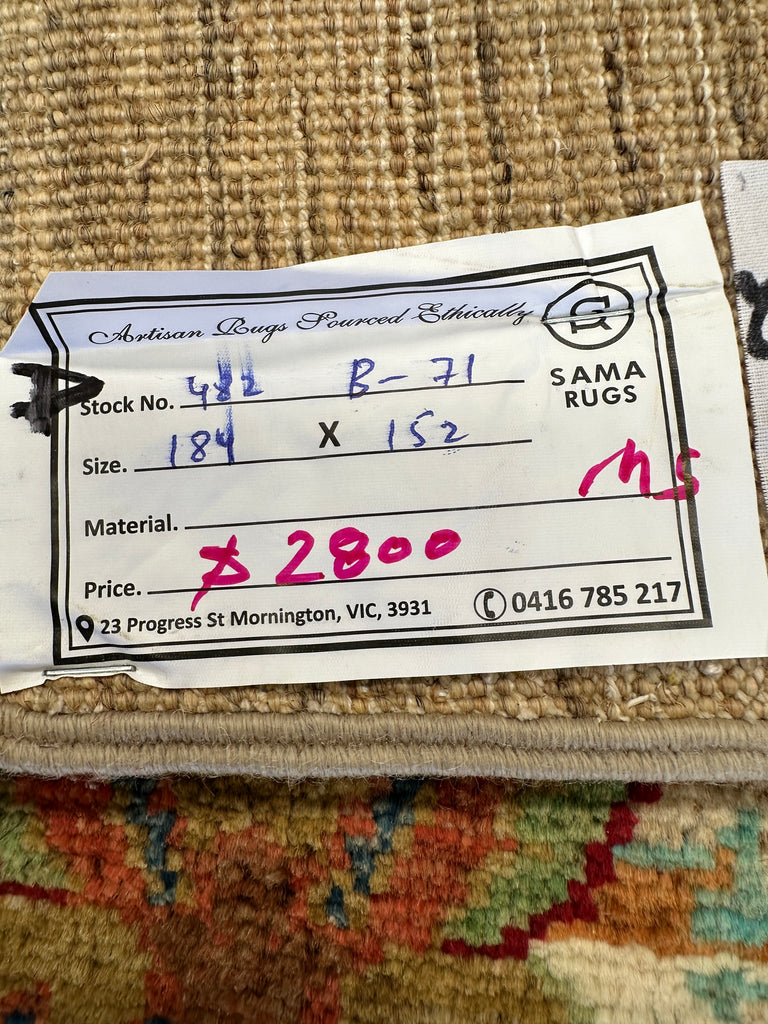 Artisan Rugs Sourced Ethically
SAMA
RUGS
Stock No. 482 B-71
Size. 184 X 152
MS
Material.
Price. $2800
23 Progress St Mornington, VIC, 3931
0416 785 217